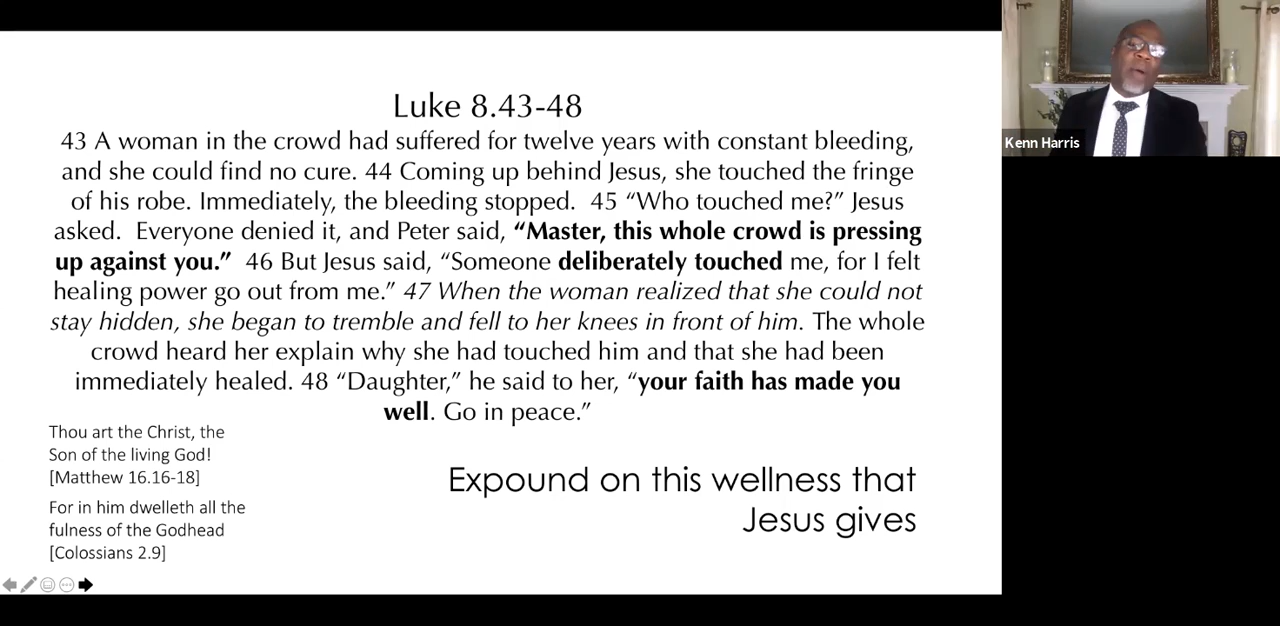 Luke 8.43-48
43 A woman in the crowd had suffered for twelve years with constant bleeding,
and she could find no cure. 44 Coming up behind Jesus, she touched the fringe
of his robe. Immediately, the bleeding stopped.  45 “Who touched me?” Jesus
asked.  Everyone denied it, and Peter said, “Master, this whole crowd is pressing
up against you.”  46 But Jesus said, “Someone deliberately touched me, for I felt
healing power go out from me.” 47 When the woman realized that she could not
stay hidden, she began to tremble and fell to her knees in front of him. The whole
crowd heard her explain why she had touched him and that she had been
immediately healed. 48 “Daughter,” he said to her, “your faith has made you
well. Go in peace.”
Thou art the Christ, the
Son of the living God!
[Matthew 16.16-18]
For in him dwelleth all the
fulness of the Godhead
[Colossians 2.9]
Expound on this wellness that
Jesus gives
Kenn Harris